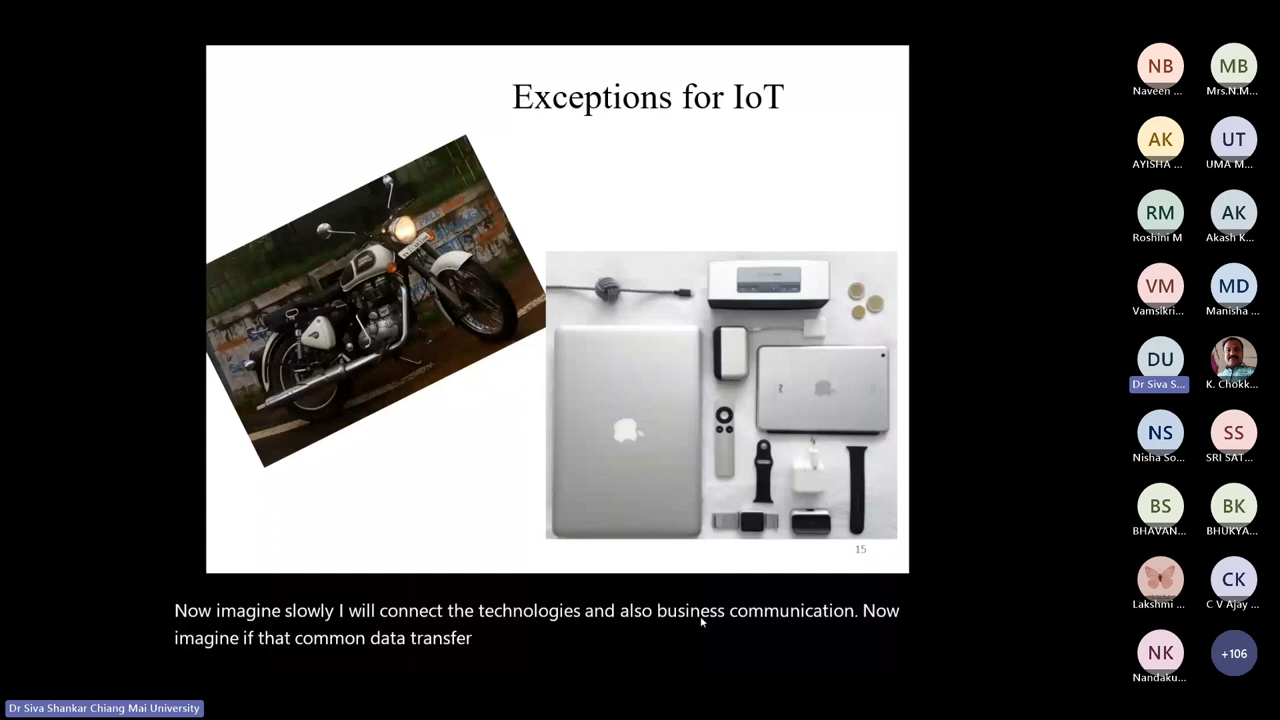 Exceptions for IoT
15
Now imagine slowly I will connect the technologies and also business communication. Now
imagine if that common data transfer
Dr Siva Shankar Chiang Mai University
NB
Naveen ...
MB
Mrs.N.M...
AK
AYISHA ...
UT
UMA M...
RM
Roshini M
AK
Akash K...
VM
Vamsikri...
MD
Manisha ...
DU
Dr Siva S...
K. Chokk...
NS
Nisha So...
SS
SRI SAT...
BS
BHAVAN...
BK
BHUKYA...
Lakshmi ...
CK
C V Ajay ...
NK
Nandaku...
+106